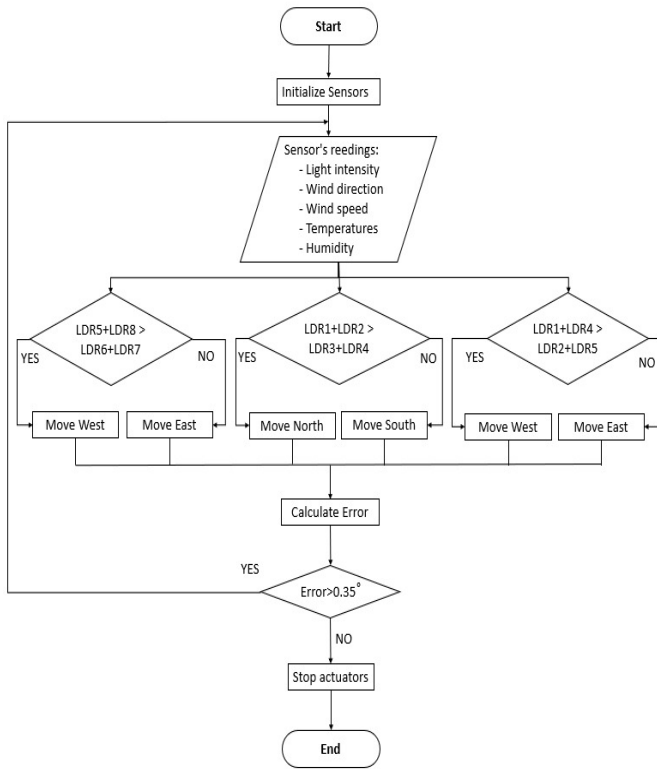 Start
Initialize Sensors
Sensor's reedings:
- Light intensity
- Wind direction
- Wind speed
- Temperatures
- Humidity
LDR5+LDR8 >
LDR6+LDR7
YES
NO
LDR1+LDR2 >
LDR3+LDR4
YES
NO
LDR1+LDR4 >
LDR2+LDR5
YES
NO
Move West
Move East
Move North
Move South
Move West
Move East
Calculate Error
YES
Error>0.35°
NO
Stop actuators
End